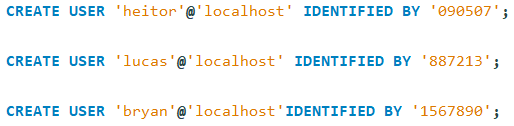 CREATE USER 'heitor'@'localhost' IDENTIFIED BY '090507';
CREATE USER 'lucas'@'localhost' IDENTIFIED BY '887213';
CREATE USER 'bryan'@'localhost'IDENTIFIED BY '1567890';